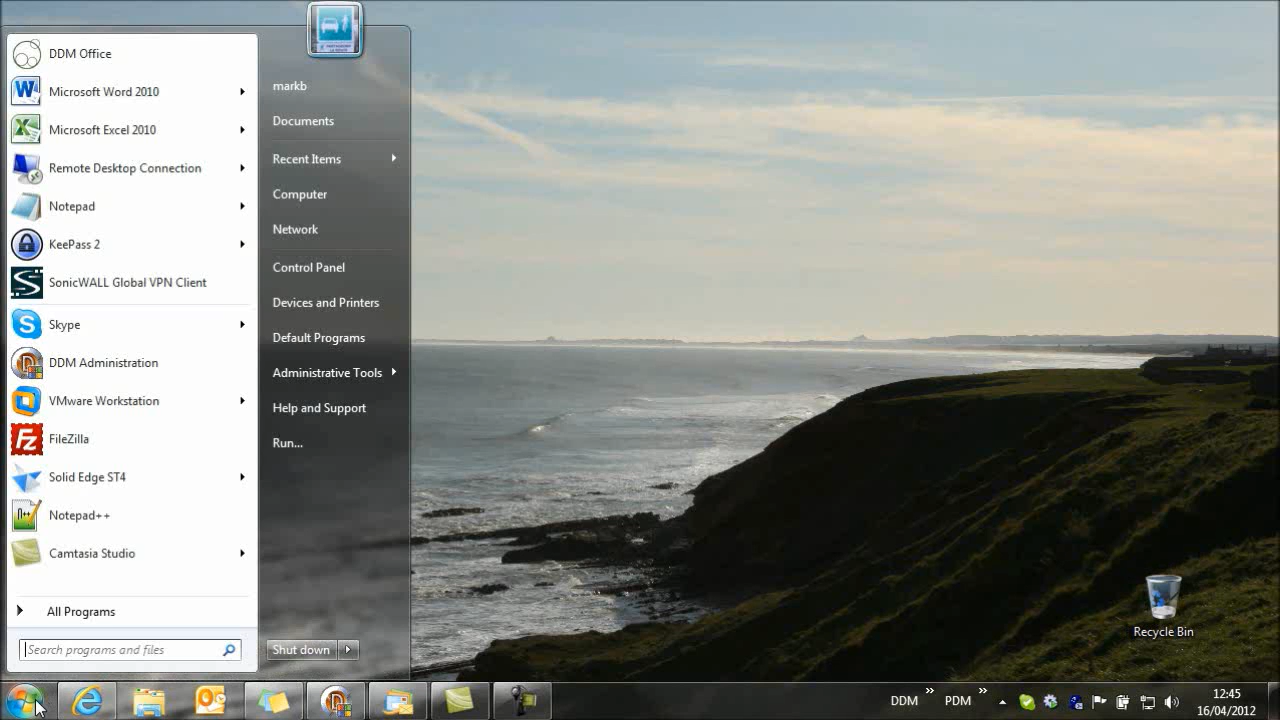 DDM Office
Microsoft Word 2010
Microsoft Excel 2010
Remote Desktop Connection
Notepad
KeePass 2
SonicWALL Global VPN Client
Skype
DDM Administration
VMware Workstation
FileZilla
Solid Edge ST4
Notepad++
Camtasia Studio
All Programs
Search programs and files
markb
Documents
Recent Items
Computer
Network
Control Panel
Devices and Printers
Default Programs
Administrative Tools
Help and Support
Run...
Shut down
Recycle Bin
DDM » PDM »
12:45
16/04/2012